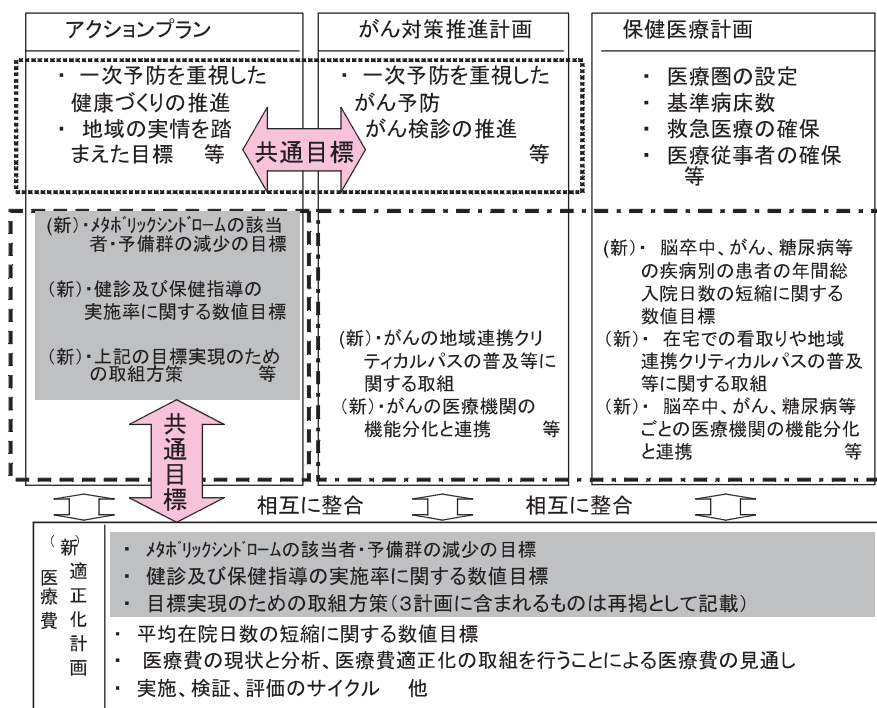 アクションプラン
・ 一次予防を重視した
健康づくりの推進
・ 地域の実情を踏
まえた目標 等
がん対策推進計画
・ 一次予防を重視した
がん予防
がん検診の推進
等
保健医療計画
・ 医療圏の設定
・ 基準病床数
・ 救急医療の確保
・ 医療従事者の確保
等
共通目標
(新)・メタボリックシンドロームの該当
者・予備群の減少の目標
(新)・健診及び保健指導の
実施率に関する数値目標
(新)・上記の目標実現のため
の取組方策 等
(新)・がんの地域連携クリ
ティカルパスの普及等に
関する取組
(新)・がんの医療機関の
機能分化と連携 等
(新)・ 脳卒中、がん、糖尿病等
の疾病別の患者の年間総
入院日数の短縮に関する
数値目標
(新)・ 在宅での看取りや地域
連携クリティカルパスの普及
等に関する取組
(新)・ 脳卒中、がん、糖尿病等
ごとの医療機関の機能分化
と連携 等
共通目標
相互に整合
相互に整合
(新)
医療費
適正化計画
・ メタボリックシンドロームの該当者・予備群の減少の目標
・ 健診及び保健指導の実施率に関する数値目標
・ 目標実現のための取組方策(3計画に含まれるものは再掲として記載)
・ 平均在院日数の短縮に関する数値目標
・ 医療費の現状と分析、医療費適正化の取組を行うことによる医療費の見通し
・ 実施、検証、評価のサイクル 他